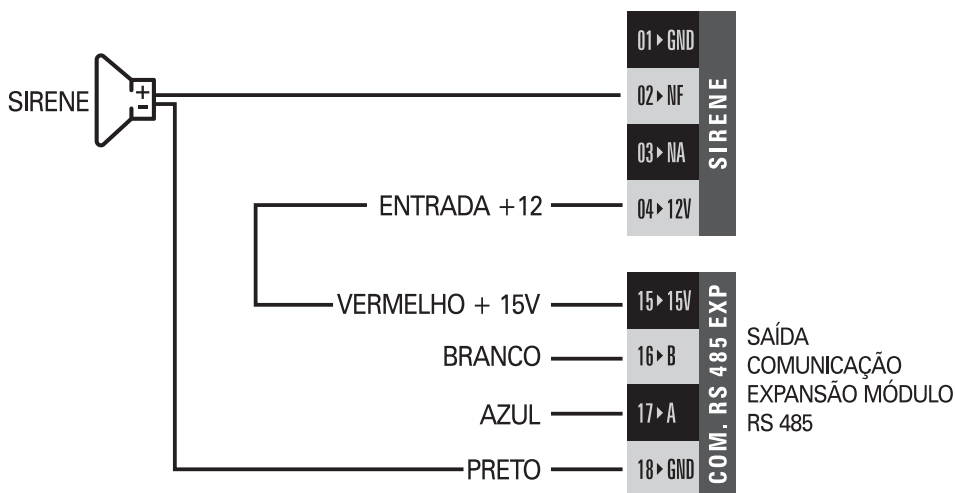 SIRENE
+
-
ENTRADA +12
VERMELHO + 15V
BRANCO
AZUL
PRETO
01▸GND
02▸NF
03▸NA
04▸12V
SIRENE
15▸15V
16▸B
17▸A
18▸GND
COM. RS 485 EXP
SAÍDA
COMUNICAÇÃO
EXPANSÃO MÓDULO
RS 485